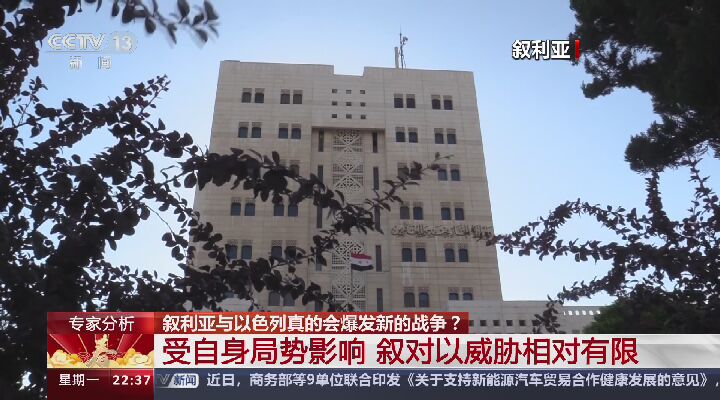 CCTV 13
新闻
叙利亚
专家分析
叙利亚与以色列真的会爆发新的战争？
受自身局势影响 叙对以威胁相对有限
星期一 22:37
CCTV新闻 近日，商务部等9单位联合印发《关于支持新能源汽车贸易合作健康发展的意见》，